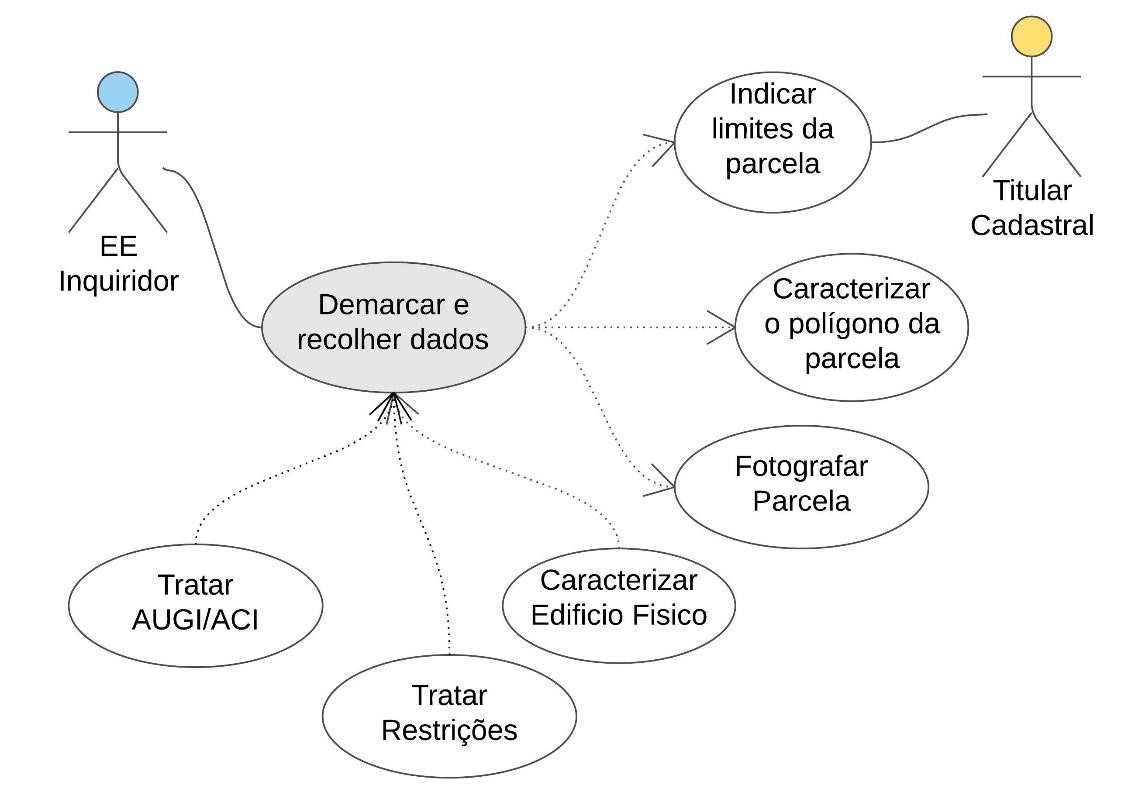 Indicar
limites da
parcela
Titular
Cadastral
EE
Inquiridor
Demarcar e
recolher dados
Caracterizar
o polígono da
parcela
Fotografar
Parcela
Tratar
AUGI/ACI
Caracterizar
Edificio Fisico
Tratar
Restrições